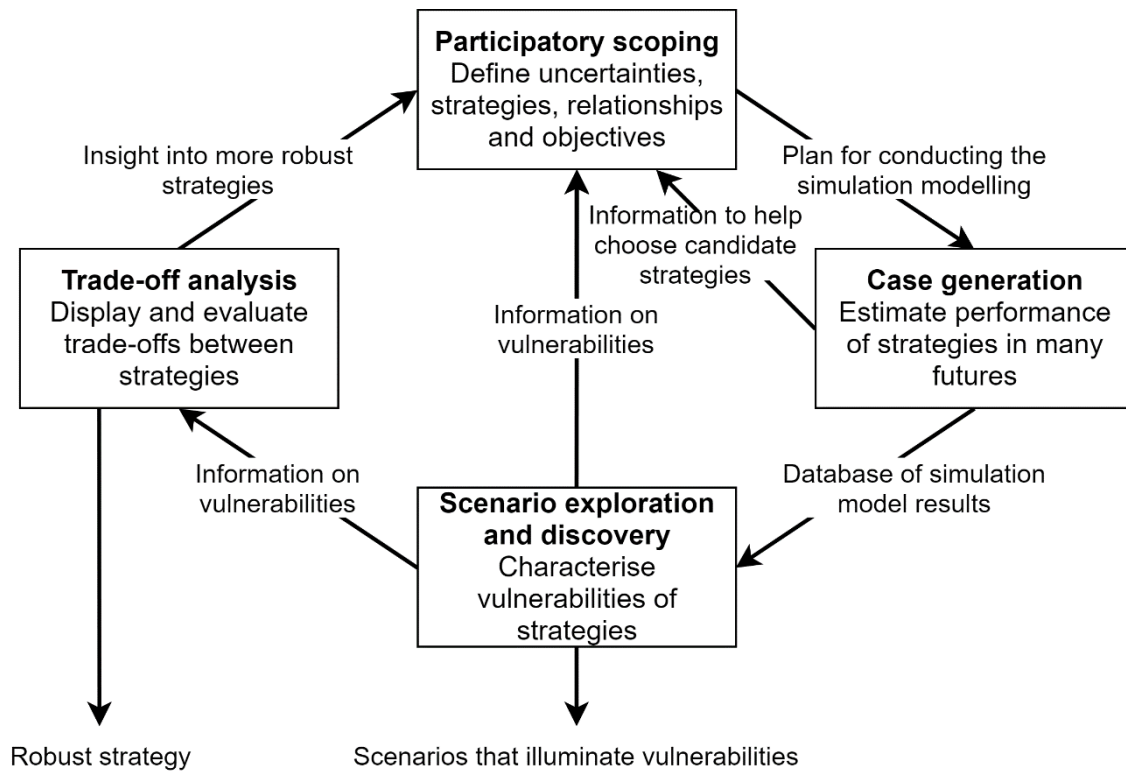 Participatory scoping
Define uncertainties,
strategies, relationships
and objectives
Insight into more robust
strategies
Plan for conducting the
simulation modelling
Information to help
choose candidate
strategies
Trade-off analysis
Display and evaluate
trade-offs between
strategies
Case generation
Estimate performance
of strategies in many
futures
Information on
vulnerabilities
Information on
vulnerabilities
Database of simulation
model results
Scenario exploration
and discovery
Characterise
vulnerabilities of
strategies
Robust strategy
Scenarios that illuminate vulnerabilities